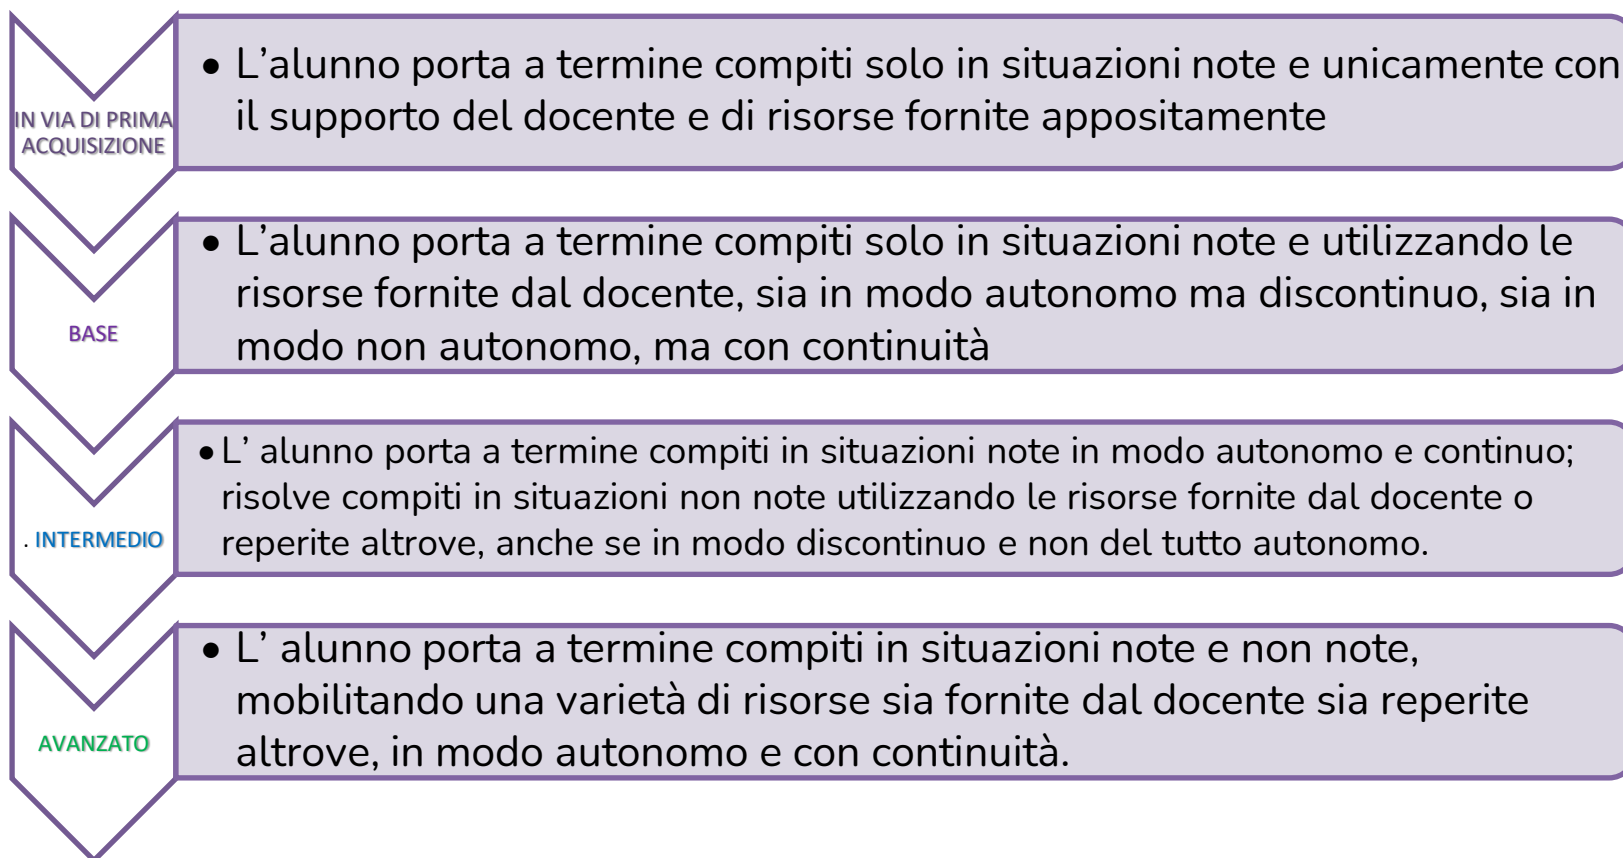 IN VIA DI PRIMA
ACQUISIZIONE
• L’alunno porta a termine compiti solo in situazioni note e unicamente con
il supporto del docente e di risorse fornite appositamente
BASE
• L’alunno porta a termine compiti solo in situazioni note e utilizzando le
risorse fornite dal docente, sia in modo autonomo ma discontinuo, sia in
modo non autonomo, ma con continuità
. INTERMEDIO
• L’ alunno porta a termine compiti in situazioni note in modo autonomo e continuo;
risolve compiti in situazioni non note utilizzando le risorse fornite dal docente o
reperite altrove, anche se in modo discontinuo e non del tutto autonomo.
AVANZATO
• L’ alunno porta a termine compiti in situazioni note e non note,
mobilitando una varietà di risorse sia fornite dal docente sia reperite
altrove, in modo autonomo e con continuità.